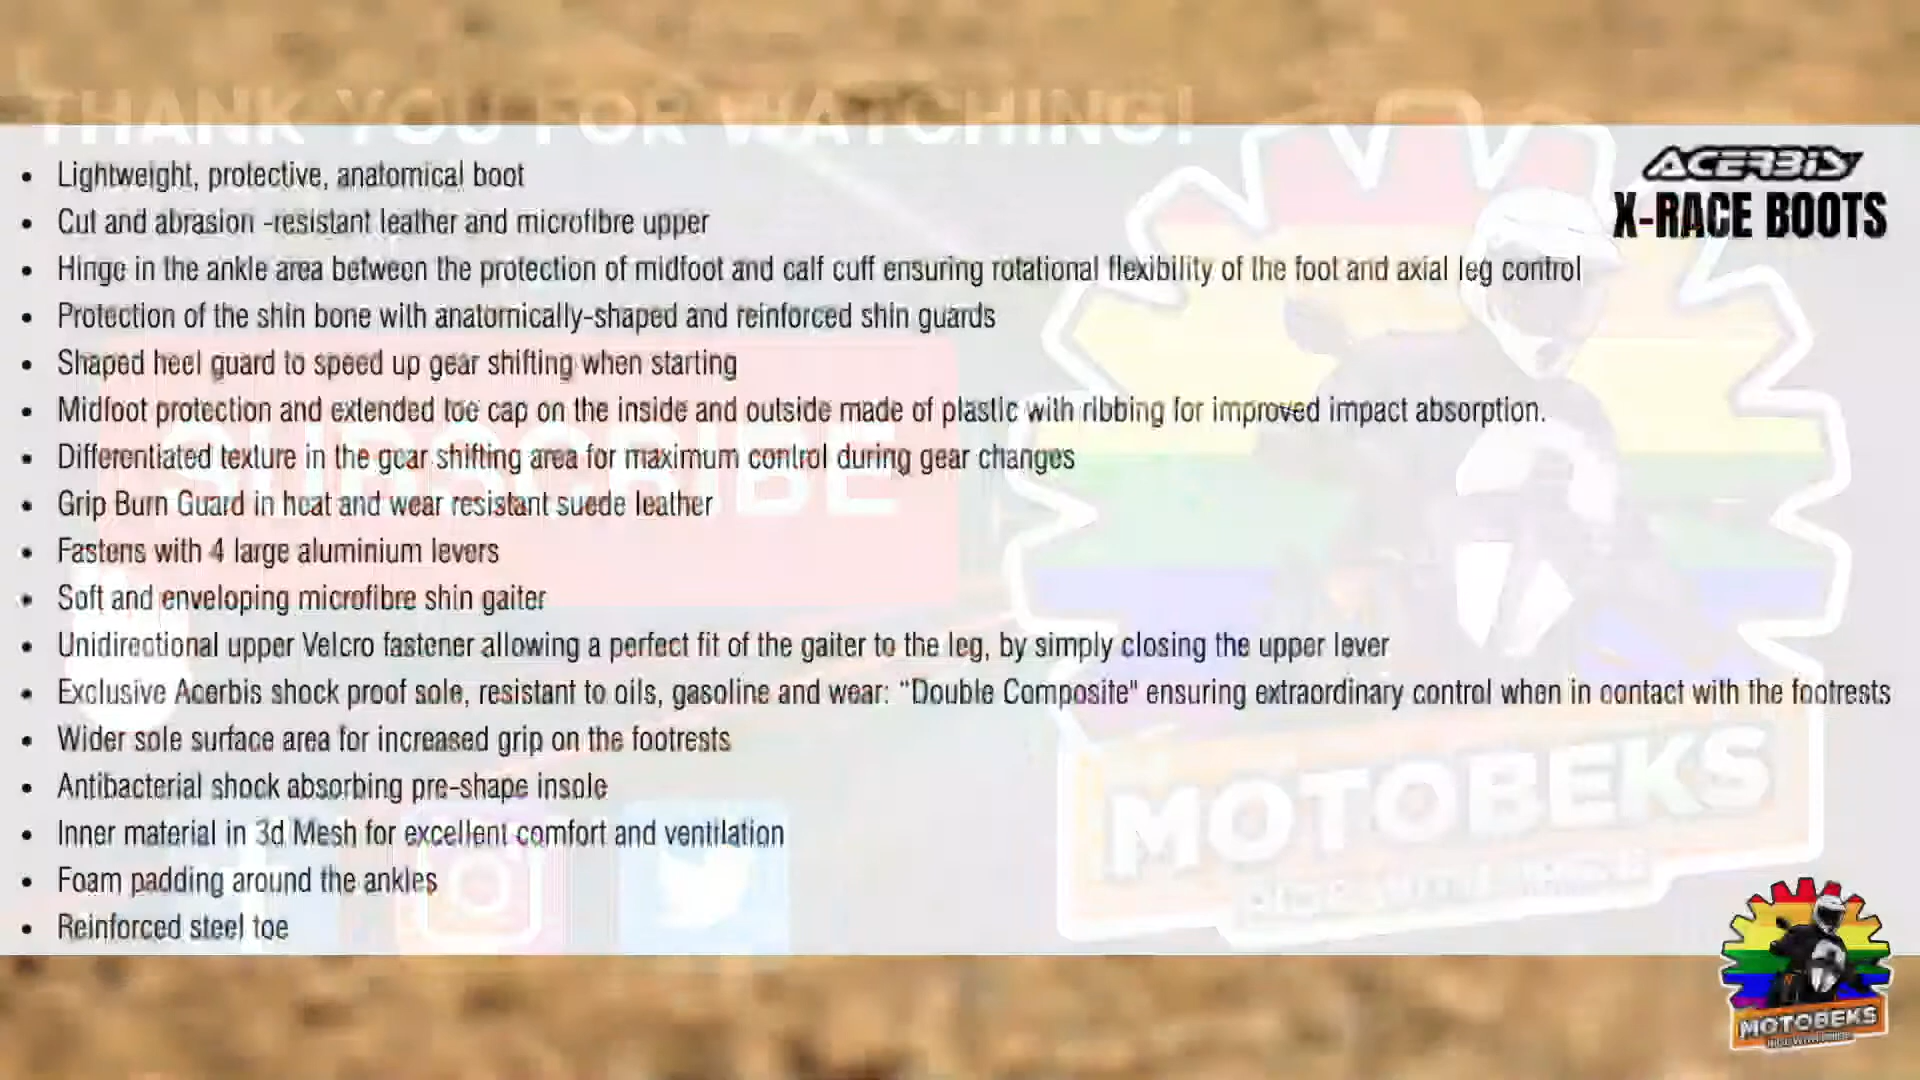 THANK YOU FOR WATCHING!
ACERBIS
X-RACE BOOTS
• Lightweight, protective, anatomical boot
• Cut and abrasion -resistant leather and microfibre upper
• Hinge in the ankle area between the protection of midfoot and calf cuff ensuring rotational flexibility of the foot and axial leg control
• Protection of the shin bone with anatomically-shaped and reinforced shin guards
• Shaped heel guard to speed up gear shifting when starting
• Midfoot protection and extended toe cap on the inside and outside made of plastic with ribbing for improved impact absorption.
SUBSCRIBE
• Differentiated texture in the gear shifting area for maximum control during gear changes
• Grip Burn Guard in heat and wear resistant suede leather
• Fastens with 4 large aluminium levers
• Soft and enveloping microfibre shin gaiter
• Unidirectional upper Velcro fastener allowing a perfect fit of the gaiter to the leg, by simply closing the upper lever
• Exclusive Acerbis shock proof sole, resistant to oils, gasoline and wear: “Double Composite" ensuring extraordinary control when in contact with the footrests
• Wider sole surface area for increased grip on the footrests
• Antibacterial shock absorbing pre-shape insole
• Inner material in 3d Mesh for excellent comfort and ventilation
• Foam padding around the ankles
• Reinforced steel toe
MOTOBEKS
MOTOBEKS